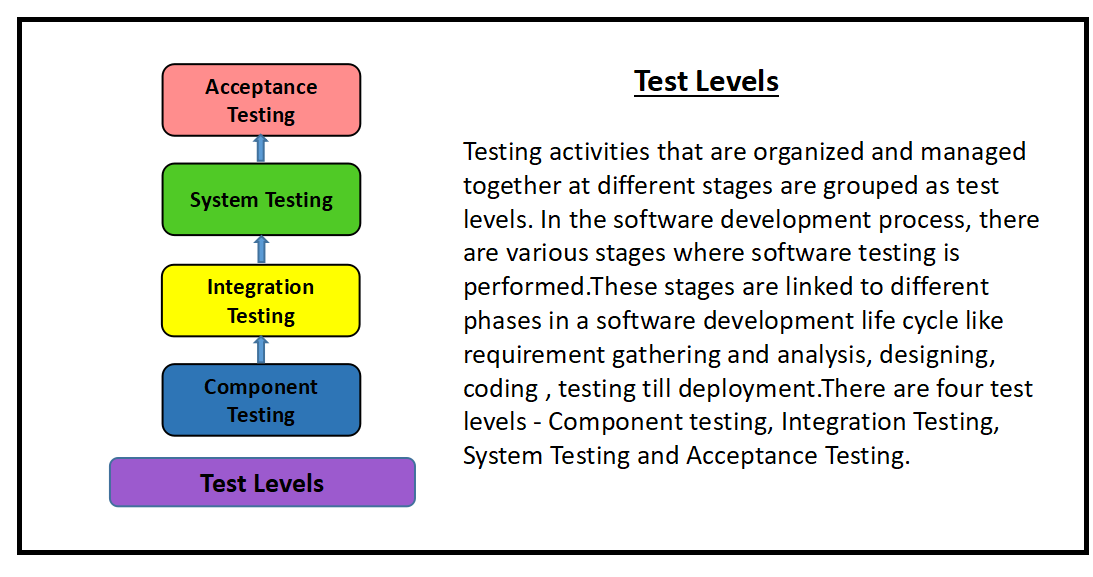 Acceptance
Testing
System Testing
Integration
Testing
Component
Testing
Test Levels
Test Levels
Testing activities that are organized and managed
together at different stages are grouped as test
levels. In the software development process, there
are various stages where software testing is
performed.These stages are linked to different
phases in a software development life cycle like
requirement gathering and analysis, designing,
coding , testing till deployment.There are four test
levels - Component testing, Integration Testing,
System Testing and Acceptance Testing.